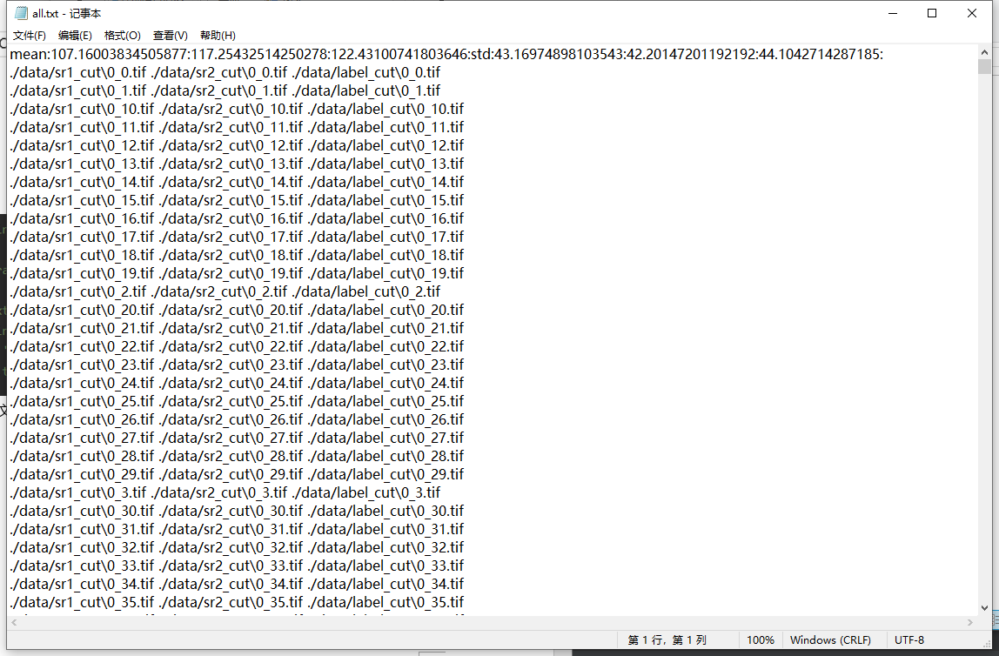 all.txt - 记事本
文件(F) 编辑(E) 格式(O) 查看(V) 帮助(H)
mean:107.16003834505877:117.25432514250278:122.43100741803646:std:43.16974898103543:42.20147201192192:44.1042714287185:
./data/sr1_cut\0_0.tif ./data/sr2_cut\0_0.tif ./data/label_cut\0_0.tif
./data/sr1_cut\0_1.tif ./data/sr2_cut\0_1.tif ./data/label_cut\0_1.tif
./data/sr1_cut\0_10.tif ./data/sr2_cut\0_10.tif ./data/label_cut\0_10.tif
./data/sr1_cut\0_11.tif ./data/sr2_cut\0_11.tif ./data/label_cut\0_11.tif
./data/sr1_cut\0_12.tif ./data/sr2_cut\0_12.tif ./data/label_cut\0_12.tif
./data/sr1_cut\0_13.tif ./data/sr2_cut\0_13.tif ./data/label_cut\0_13.tif
./data/sr1_cut\0_14.tif ./data/sr2_cut\0_14.tif ./data/label_cut\0_14.tif
./data/sr1_cut\0_15.tif ./data/sr2_cut\0_15.tif ./data/label_cut\0_15.tif
./data/sr1_cut\0_16.tif ./data/sr2_cut\0_16.tif ./data/label_cut\0_16.tif
./data/sr1_cut\0_17.tif ./data/sr2_cut\0_17.tif ./data/label_cut\0_17.tif
./data/sr1_cut\0_18.tif ./data/sr2_cut\0_18.tif ./data/label_cut\0_18.tif
./data/sr1_cut\0_19.tif ./data/sr2_cut\0_19.tif ./data/label_cut\0_19.tif
./data/sr1_cut\0_2.tif ./data/sr2_cut\0_2.tif ./data/label_cut\0_2.tif
./data/sr1_cut\0_20.tif ./data/sr2_cut\0_20.tif ./data/label_cut\0_20.tif
./data/sr1_cut\0_21.tif ./data/sr2_cut\0_21.tif ./data/label_cut\0_21.tif
./data/sr1_cut\0_22.tif ./data/sr2_cut\0_22.tif ./data/label_cut\0_22.tif
./data/sr1_cut\0_23.tif ./data/sr2_cut\0_23.tif ./data/label_cut\0_23.tif
./data/sr1_cut\0_24.tif ./data/sr2_cut\0_24.tif ./data/label_cut\0_24.tif
./data/sr1_cut\0_25.tif ./data/sr2_cut\0_25.tif ./data/label_cut\0_25.tif
./data/sr1_cut\0_26.tif ./data/sr2_cut\0_26.tif ./data/label_cut\0_26.tif
./data/sr1_cut\0_27.tif ./data/sr2_cut\0_27.tif ./data/label_cut\0_27.tif
./data/sr1_cut\0_28.tif ./data/sr2_cut\0_28.tif ./data/label_cut\0_28.tif
./data/sr1_cut\0_29.tif ./data/sr2_cut\0_29.tif ./data/label_cut\0_29.tif
./data/sr1_cut\0_3.tif ./data/sr2_cut\0_3.tif ./data/label_cut\0_3.tif
./data/sr1_cut\0_30.tif ./data/sr2_cut\0_30.tif ./data/label_cut\0_30.tif
./data/sr1_cut\0_31.tif ./data/sr2_cut\0_31.tif ./data/label_cut\0_31.tif
./data/sr1_cut\0_32.tif ./data/sr2_cut\0_32.tif ./data/label_cut\0_32.tif
./data/sr1_cut\0_33.tif ./data/sr2_cut\0_33.tif ./data/label_cut\0_33.tif
./data/sr1_cut\0_34.tif ./data/sr2_cut\0_34.tif ./data/label_cut\0_34.tif
./data/sr1_cut\0_35.tif ./data/sr2_cut\0_35.tif ./data/label_cut\0_35.tif
第 1 行，第 1 列 100% Windows (CRLF) UTF-8